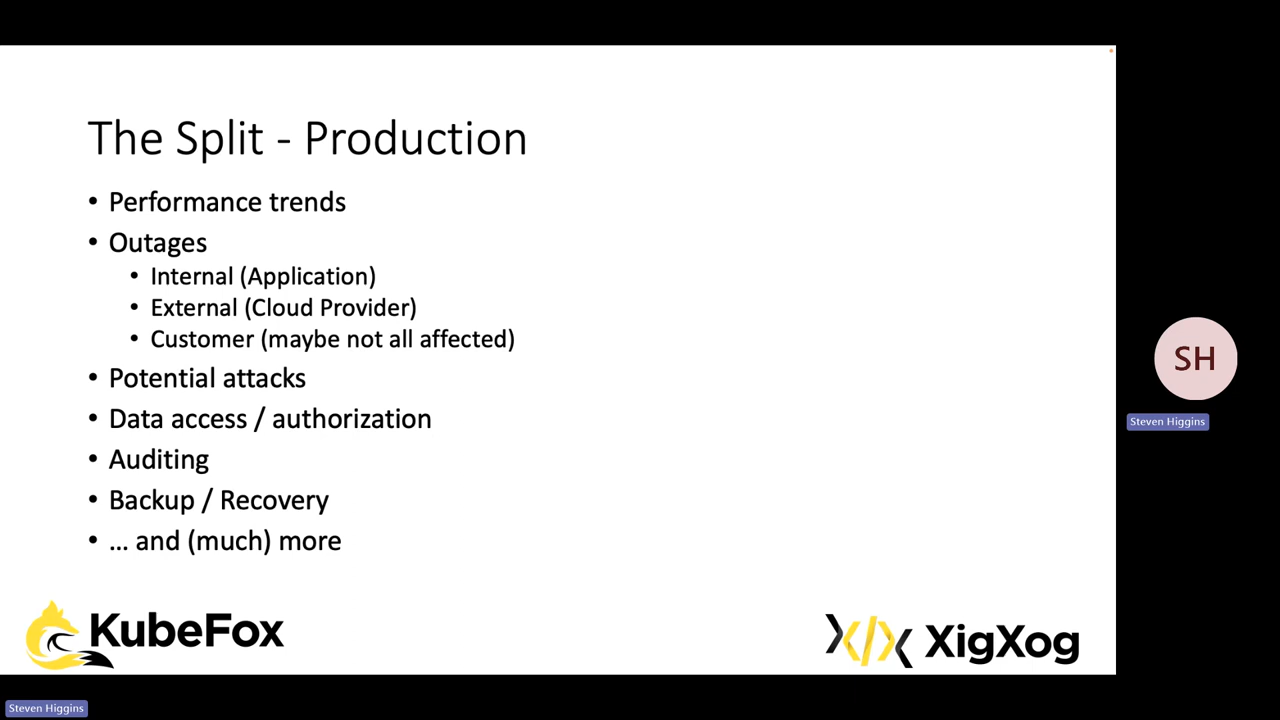 The Split - Production
• Performance trends
• Outages
• Internal (Application)
• External (Cloud Provider)
• Customer (maybe not all affected)
• Potential attacks
• Data access / authorization
• Auditing
• Backup / Recovery
• … and (much) more
KubeFox
XigXog
SH
Steven Higgins
Steven Higgins